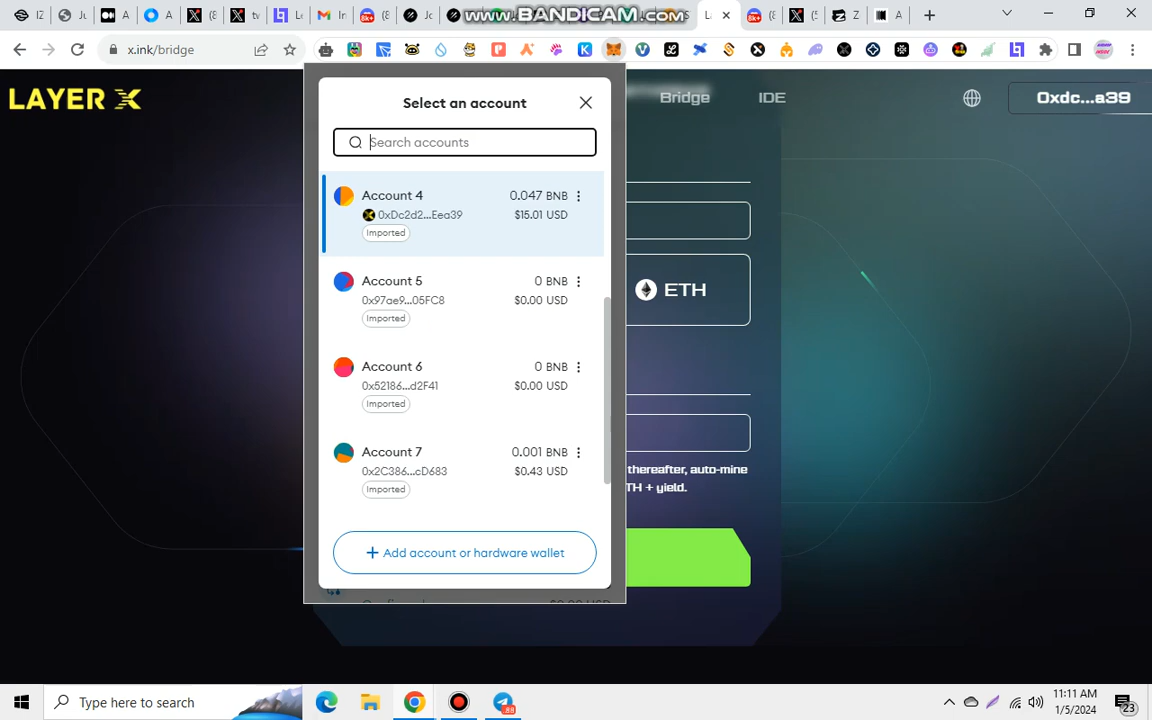 www.BANDICAM.com
x.ink/bridge
LAYER X
Bridge
IDE
0xdc...a39
Select an account
Search accounts
Account 4
0.047 BNB
0xDc2d2...Eea39
$15.01 USD
Imported
Account 5
0 BNB
0x97ae9...05FC8
$0.00 USD
Imported
Account 6
0 BNB
0x52186...d2F41
$0.00 USD
Imported
Account 7
0.001 BNB
0x2C386...cD683
$0.43 USD
Imported
+ Add account or hardware wallet
ETH
thereafter, auto-mine
TH + yield.
Type here to search
88
11:11 AM
1/5/2024
23